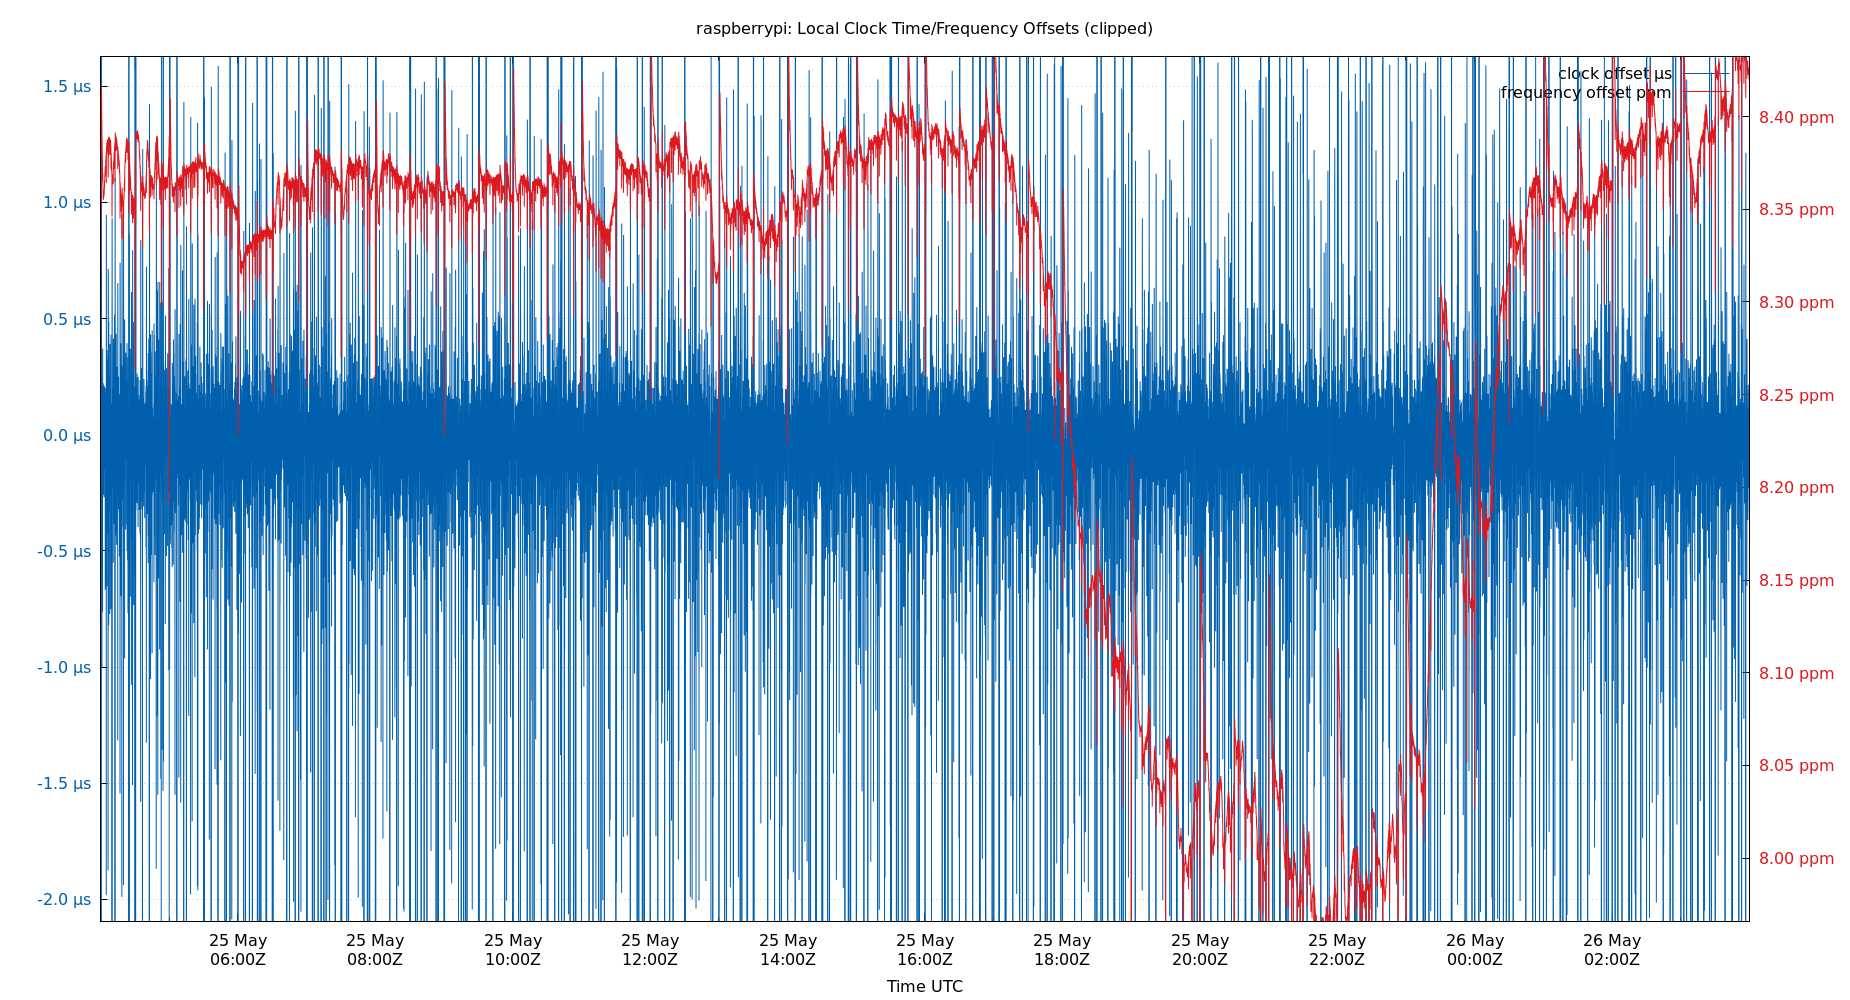 raspberrypi: Local Clock Time/Frequency Offsets (clipped)
clock offset µs
frequency offset ppm
1.5 µs
1.0 µs
0.5 µs
0.0 µs
-0.5 µs
-1.0 µs
-1.5 µs
-2.0 µs
8.40 ppm
8.35 ppm
8.30 ppm
8.25 ppm
8.20 ppm
8.15 ppm
8.10 ppm
8.05 ppm
8.00 ppm
25 May 25 May 25 May 25 May 25 May 25 May 25 May 25 May 25 May 26 May 26 May
06:00Z 08:00Z 10:00Z 12:00Z 14:00Z 16:00Z 18:00Z 20:00Z 22:00Z 00:00Z 02:00Z
Time UTC